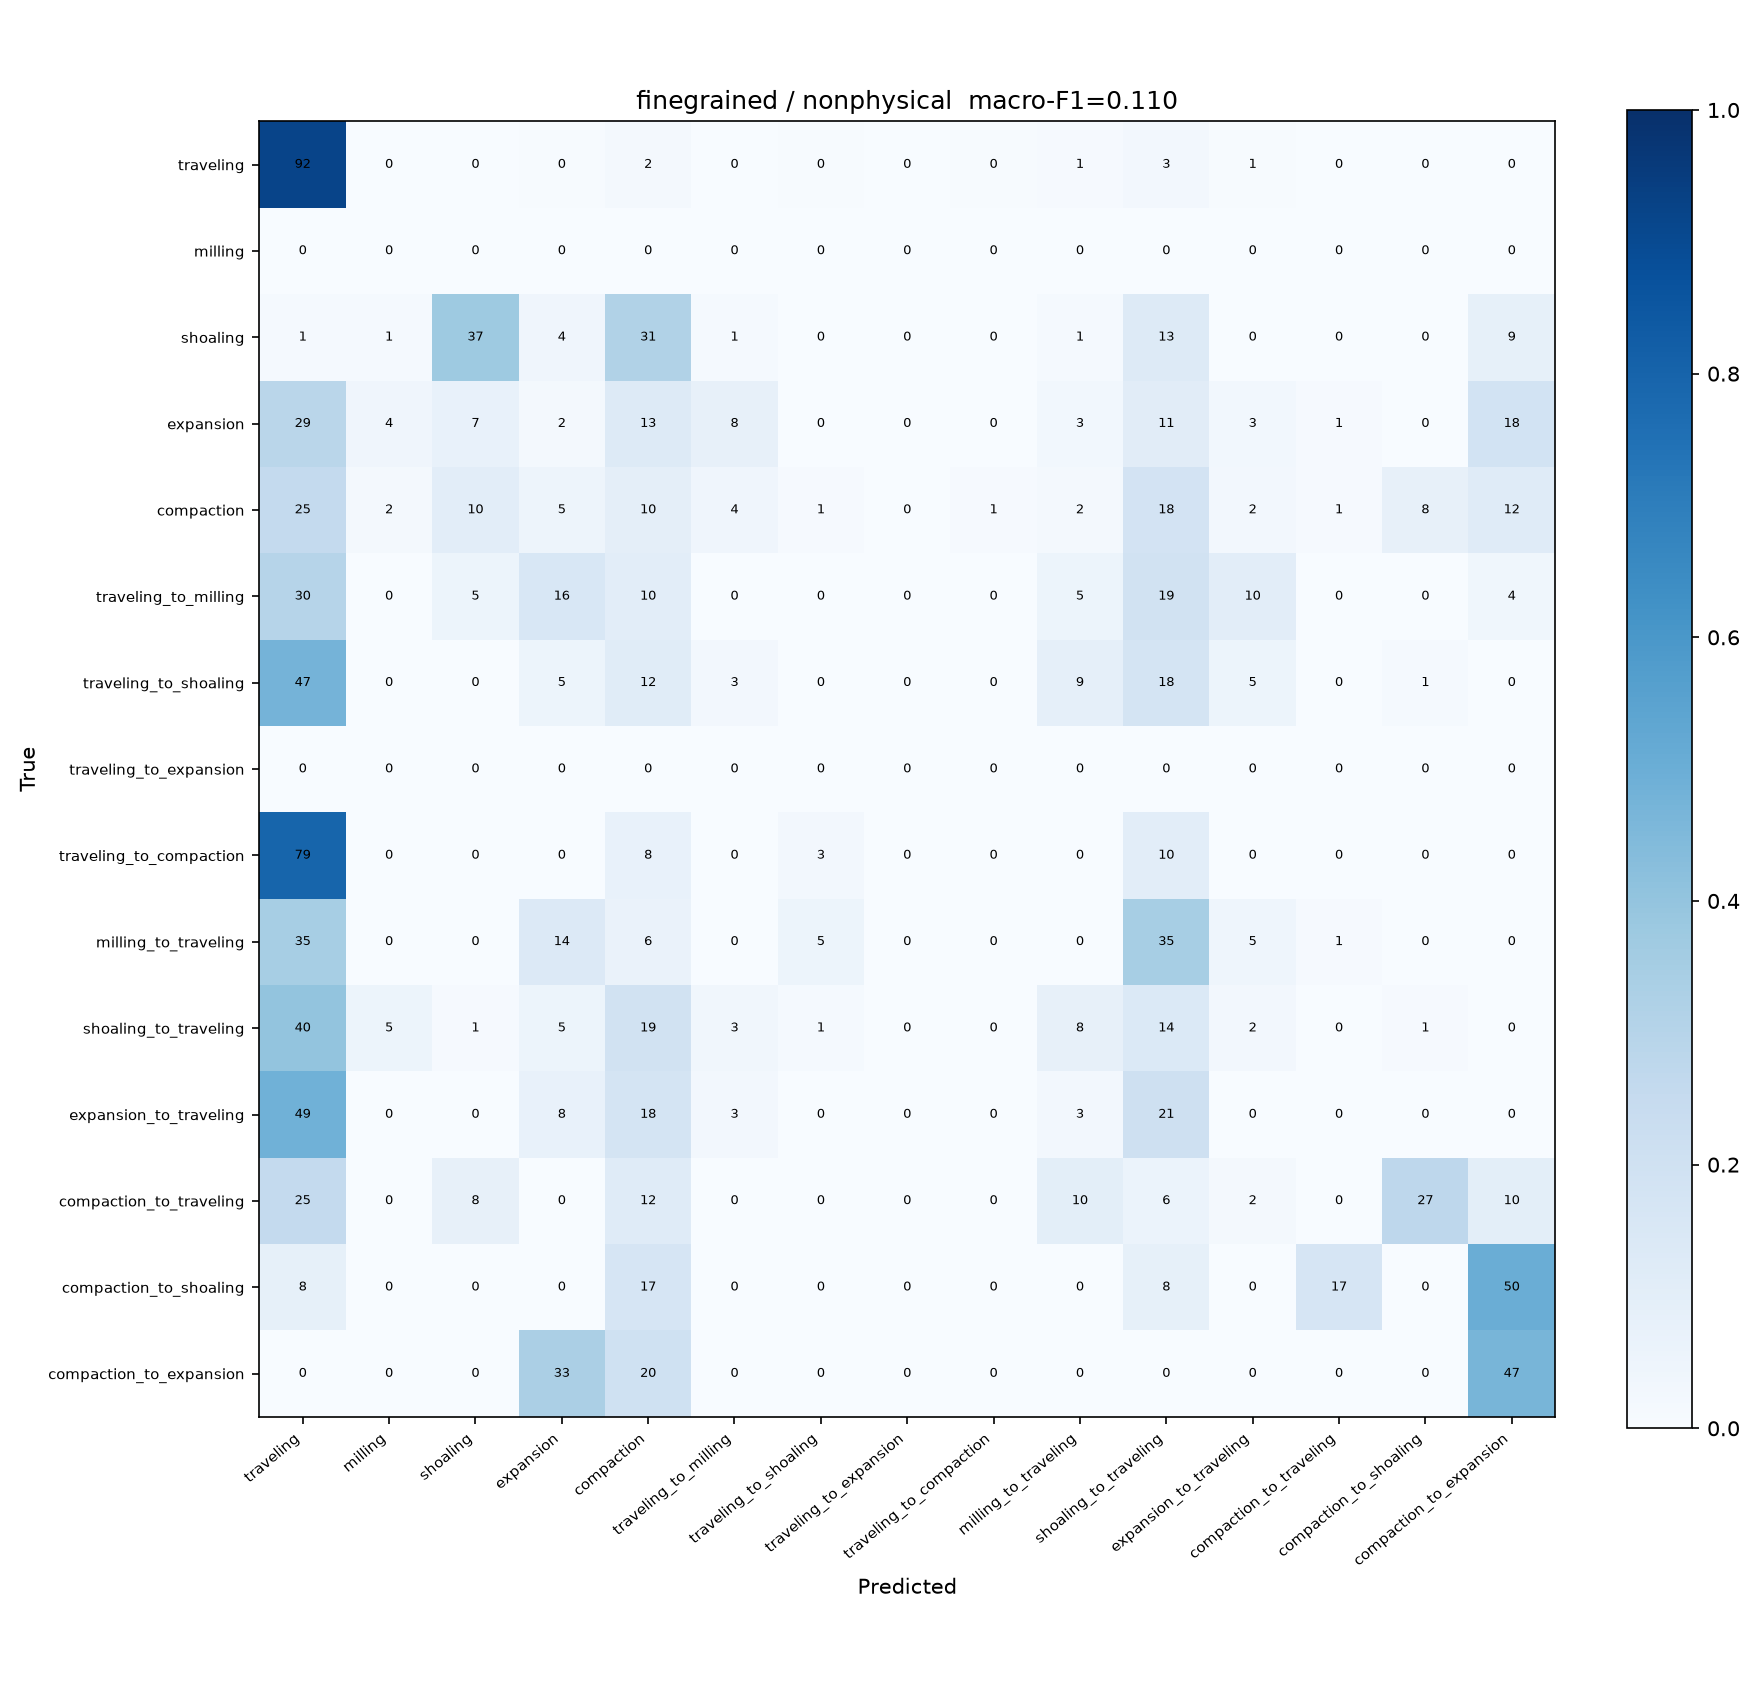 finegrained / nonphysical  macro-F1=0.110
traveling 92 0 0 0 2 0 0 0 0 1 3 1 0 0 0
milling 0 0 0 0 0 0 0 0 0 0 0 0 0 0 0
shoaling 1 1 37 4 31 1 0 0 0 1 13 0 0 0 9
expansion 29 4 7 2 13 8 0 0 0 3 11 3 1 0 18
compaction 25 2 10 5 10 4 1 0 1 2 18 2 1 8 12
traveling_to_milling 30 0 5 16 10 0 0 0 0 5 19 10 0 0 4
traveling_to_shoaling 47 0 0 5 12 3 0 0 0 9 18 5 0 1 0
traveling_to_expansion 0 0 0 0 0 0 0 0 0 0 0 0 0 0 0
traveling_to_compaction 79 0 0 0 8 0 3 0 0 0 10 0 0 0 0
milling_to_traveling 35 0 0 14 6 0 5 0 0 0 35 5 1 0 0
shoaling_to_traveling 40 5 1 5 19 3 1 0 0 8 14 2 0 1 0
expansion_to_traveling 49 0 0 8 18 3 0 0 0 3 21 0 0 0 0
compaction_to_traveling 25 0 8 0 12 0 0 0 0 10 6 2 0 27 10
compaction_to_shoaling 8 0 0 0 17 0 0 0 0 0 8 0 17 0 50
compaction_to_expansion 0 0 0 33 20 0 0 0 0 0 0 0 0 0 47
True
traveling
milling
shoaling
expansion
compaction
traveling_to_milling
traveling_to_shoaling
traveling_to_expansion
traveling_to_compaction
milling_to_traveling
shoaling_to_traveling
expansion_to_traveling
compaction_to_traveling
compaction_to_shoaling
compaction_to_expansion
Predicted
1.0
0.8
0.6
0.4
0.2
0.0